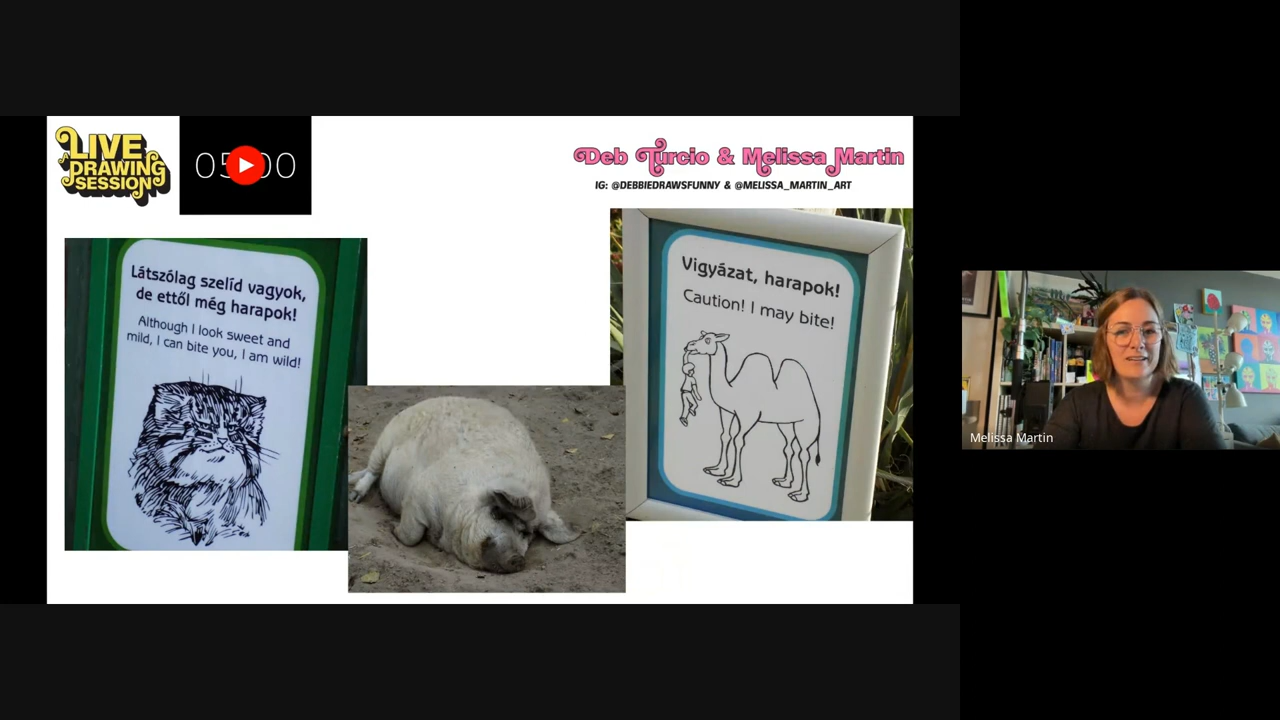 LIVE
DRAWING
SESSION
Deb Turcio & Melissa Martin
IG: @DEBBIEDRAWSFUNNY & @MELISSA_MARTIN_ART
Látszólag szelíd vagyok,
de ettől még harapok!
Although I look sweet and
mild, I can bite you, I am wild!
Vigyázat, harapok!
Caution! I may bite!
Melissa Martin